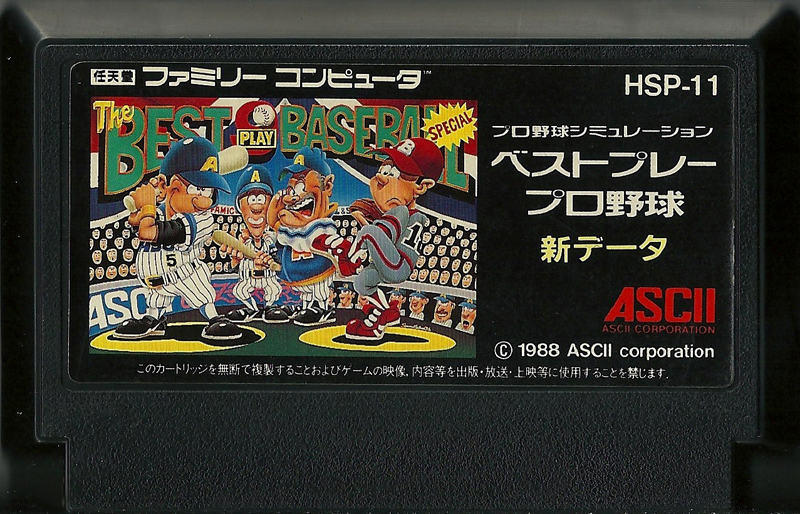 任天堂 ファミリー コンピュータ™
HSP-11
The BEST PLAY BASEBALL
SPECIAL
A
A
A
B
5
1
ASC
プロ野球シミュレーション
ベストプレー
プロ野球
新データ
ASCII
ASCII CORPORATION
© 1988 ASCII corporation
このカートリッジを無断で複製することおよびゲームの映像,内容等を出版・放送・上映等に使用することを禁じます.